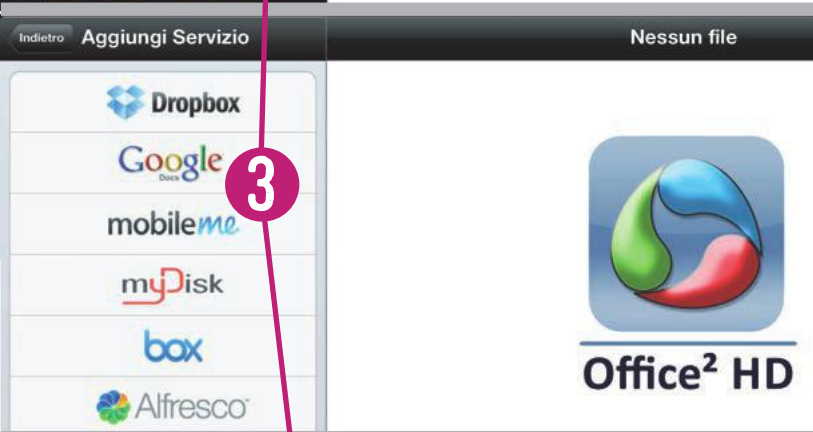 Indietro
Aggiungi Servizio
Nessun file
Dropbox
Google
Docs
3
mobileme
myDisk
box
Alfresco
Office² HD